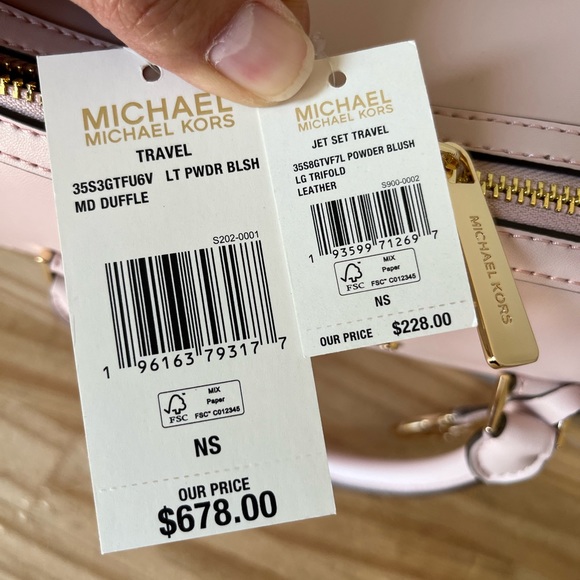 MICHAEL
MICHAEL KORS
TRAVEL
35S3GTFU6V LT PWDR BLSH
MD DUFFLE
S202-0001
1 96163 79317 7
FSC
MIX
Paper
FSC® C012345
NS
OUR PRICE
$678.00
MICHAEL
MICHAEL KORS
JET SET TRAVEL
35S8GTVF7L POWDER BLUSH
LG TRIFOLD
LEATHER
S900-0002
1 93599 71269 7
FSC
MIX
Paper
FSC® C012345
NS
OUR PRICE $228.00
MICHAEL KORS